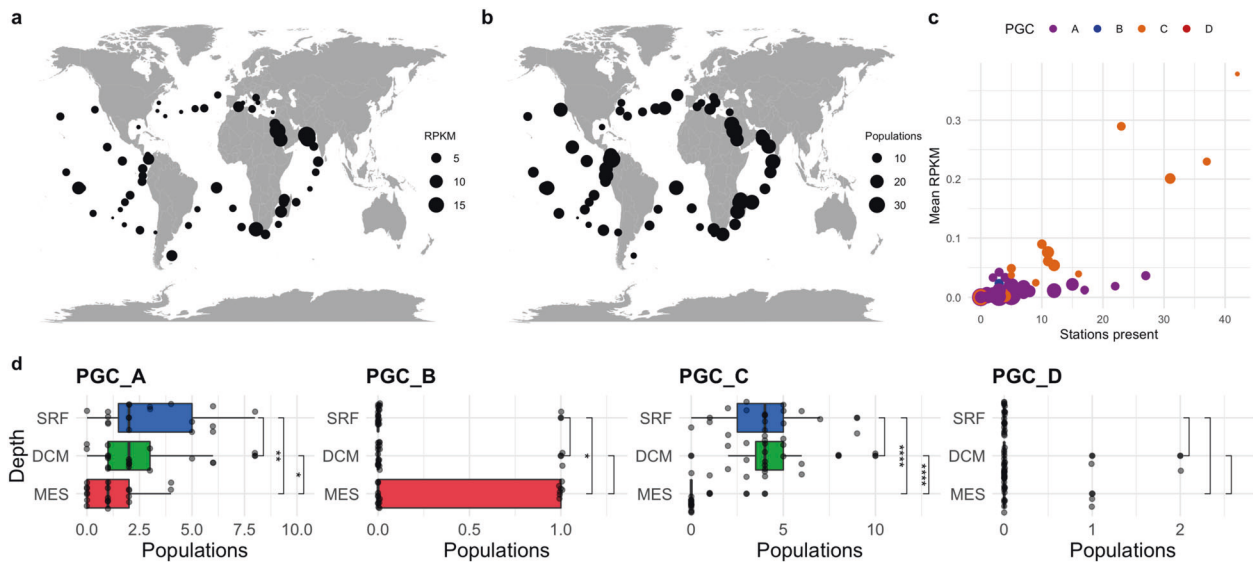 a
b
c
PGC A B C D
RPKM
5
10
15
Populations
10
20
30
Mean RPKM
0.3
0.2
0.1
0.0
0 10 20 30 40
Stations present
d
PGC_A PGC_B PGC_C PGC_D
Depth
SRF SRF SRF SRF
DCM DCM DCM DCM
MES MES MES MES
** * * **** ****
0.0 2.5 5.0 7.5 10.0 0.0 0.5 1.0 0 5 10 0 1 2
Populations Populations Populations Populations